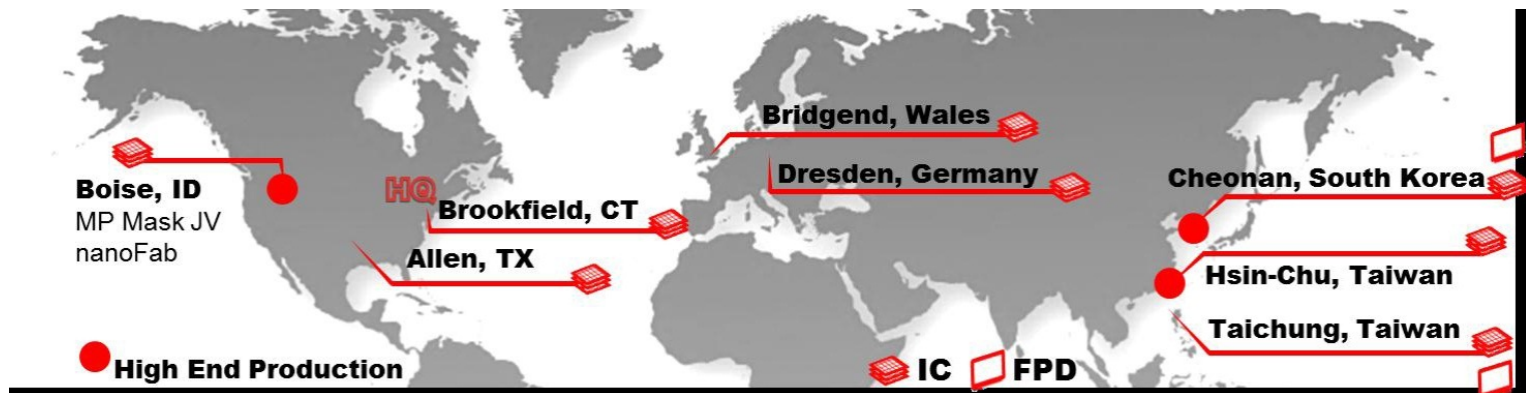 Bridgend, Wales
Dresden, Germany
Cheonan, South Korea
Boise, ID
MP Mask JV
nanoFab
HQ
Brookfield, CT
Allen, TX
Hsin-Chu, Taiwan
Taichung, Taiwan
High End Production
IC
FPD